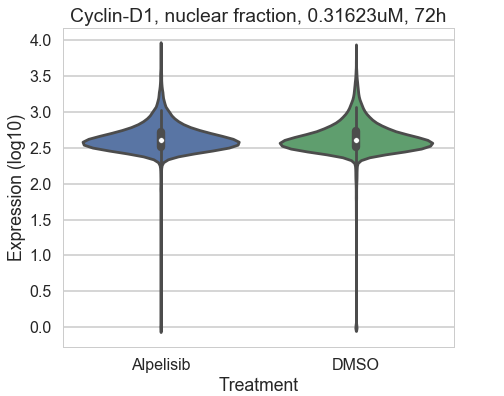 Cyclin-D1, nuclear fraction, 0.31623uM, 72h
4.0
3.5
3.0
2.5
2.0
1.5
1.0
0.5
0.0
Expression (log10)
Alpelisib DMSO
Treatment